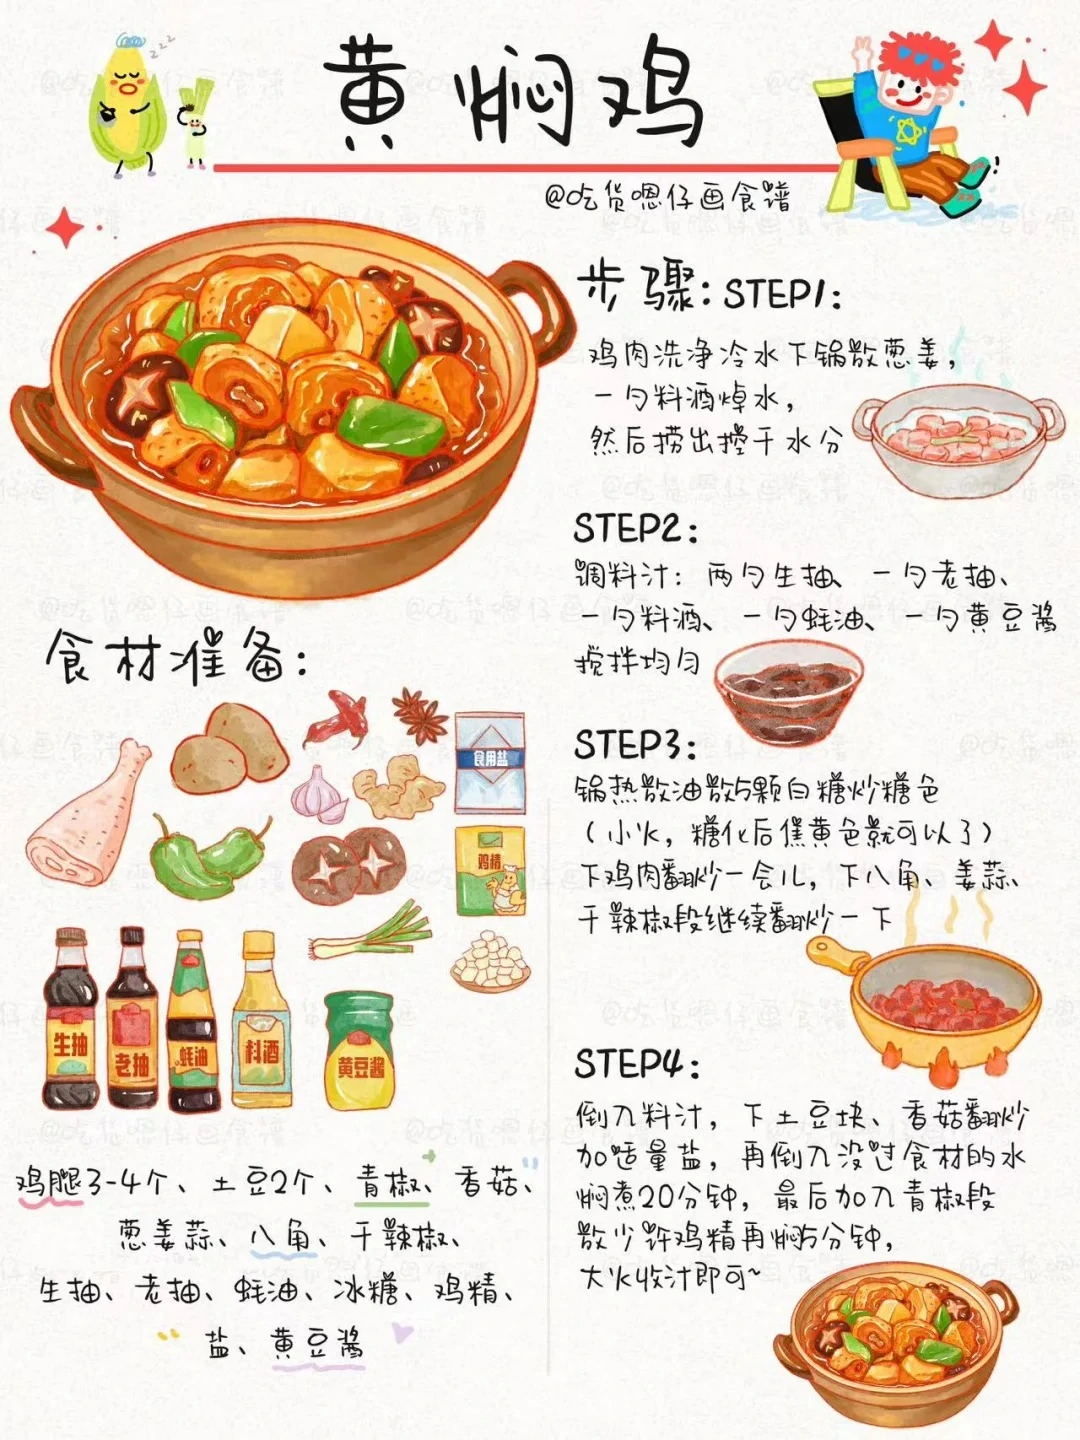 黄焖鸡
@吃货嗯仔画食谱
步骤:STEP1:
鸡肉洗净冷水下锅散葱姜,
一勺料酒焯水,
然后捞出控干水分
STEP2:
调料汁:两勺生抽、一勺老抽、
一勺料酒、一勺蚝油、一勺黄豆酱
搅拌均匀
STEP3:
锅热散油散5颗白糖炒糖色
(小火,糖化后焦黄色就可以了)
下鸡肉翻炒一会儿,下八角、姜蒜、
干辣椒段继续翻炒一下
STEP4:
倒入料汁,下土豆块、香菇翻炒
加适量盐,再倒入没过食材的水
焖煮20分钟,最后加入青椒段
散少许鸡精再焖5分钟,
大火收汁即可~
食材准备:
食用盐
鸡精
生抽
老抽
蚝油
料酒
黄豆酱
鸡腿3-4个、土豆2个、青椒、香菇、
葱姜蒜、八角、干辣椒、
生抽、老抽、蚝油、冰糖、鸡精、
盐、黄豆酱